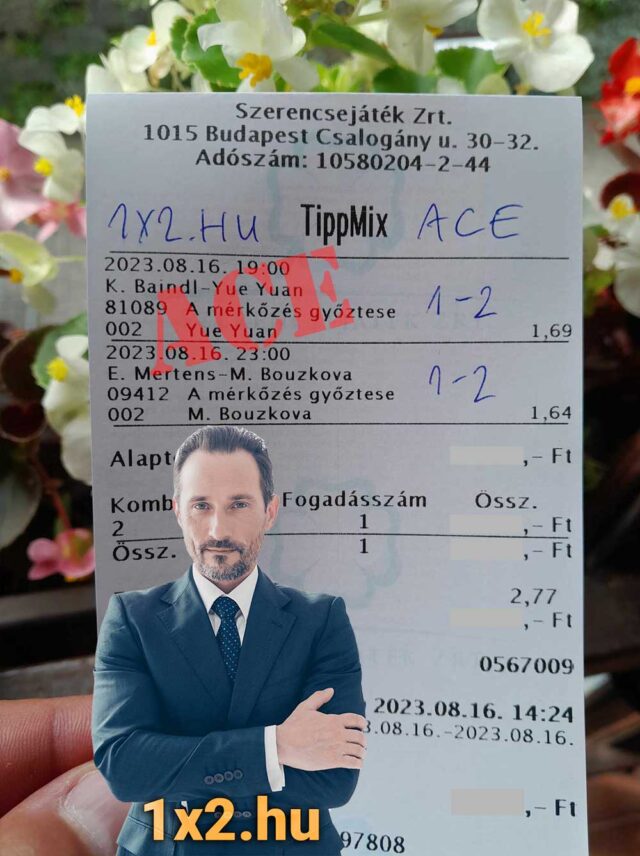 Szerencsejáték Zrt.
1015 Budapest Csalogány u. 30-32.
Adószám: 10580204-2-44
1X2.HU TippMix ACE
2023.08.16. 19:00
K. Baindl-Yue Yuan
81089 A mérkőzés győztese 1-2
002 Yue Yuan 1,69
ACE
2023.08.16. 23:00
E. Mertens-M. Bouzkova
09412 A mérkőzés győztese 1-2
002 M. Bouzkova 1,64
Alapt ,- Ft
Komb Fogadásszám Össz.
2 1 ,- Ft
Össz. 1 ,- Ft
2,77
,- Ft
0567009
2023.08.16. 14:24
3.08.16.-2023.08.16.
,- Ft
1x2.hu
97808